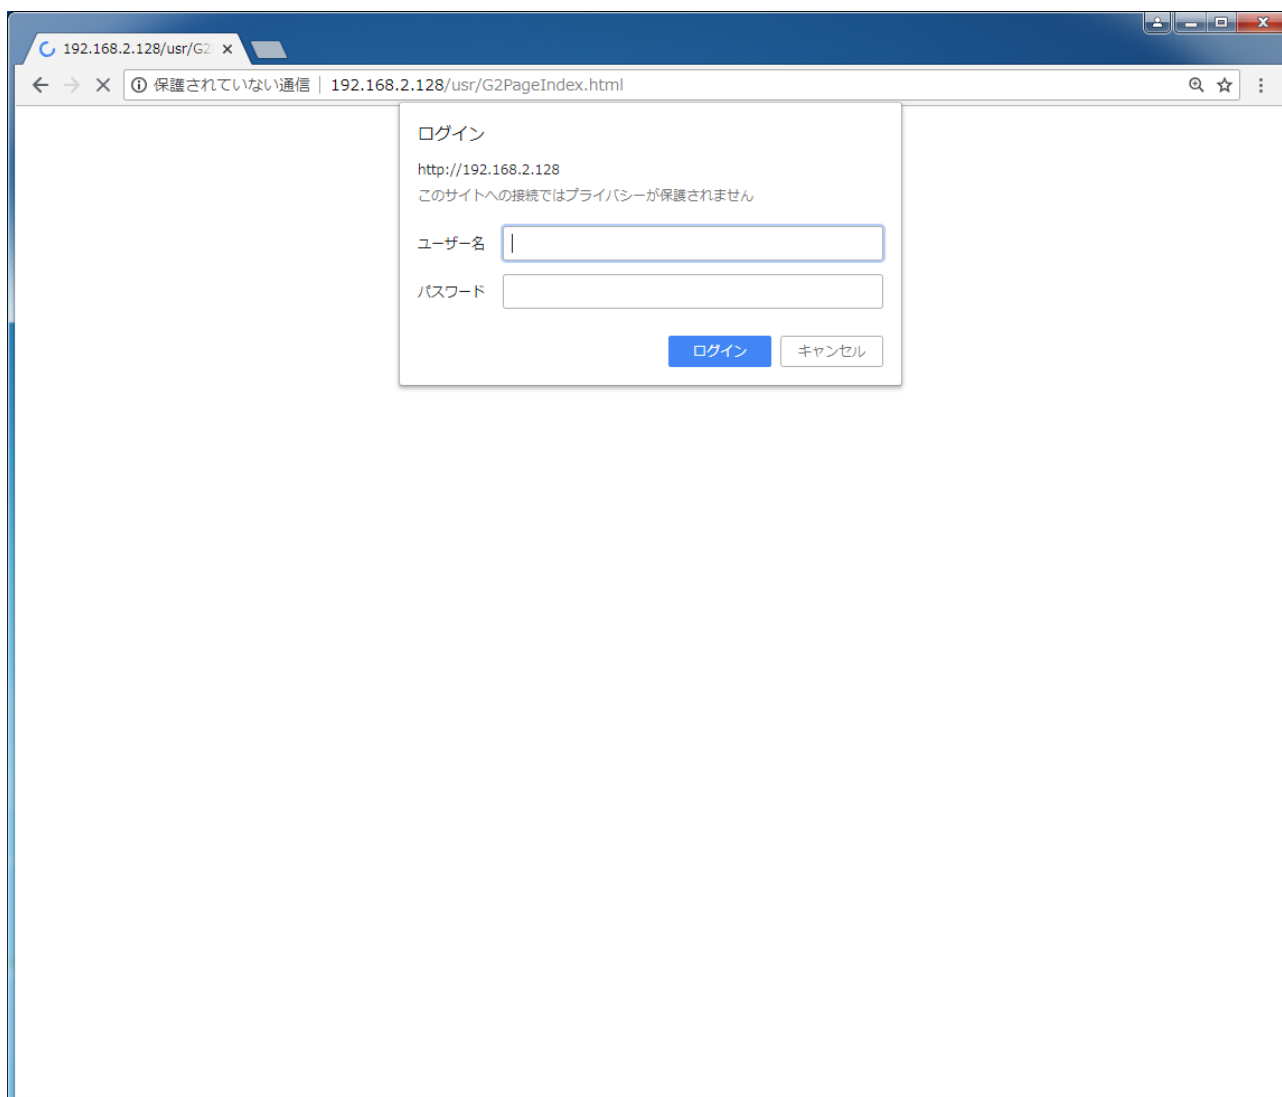 192.168.2.128/usr/G2
保護されていない通信 | 192.168.2.128/usr/G2PageIndex.html
ログイン
http://192.168.2.128
このサイトへの接続ではプライバシーが保護されません
ユーザー名
パスワード
ログイン キャンセル